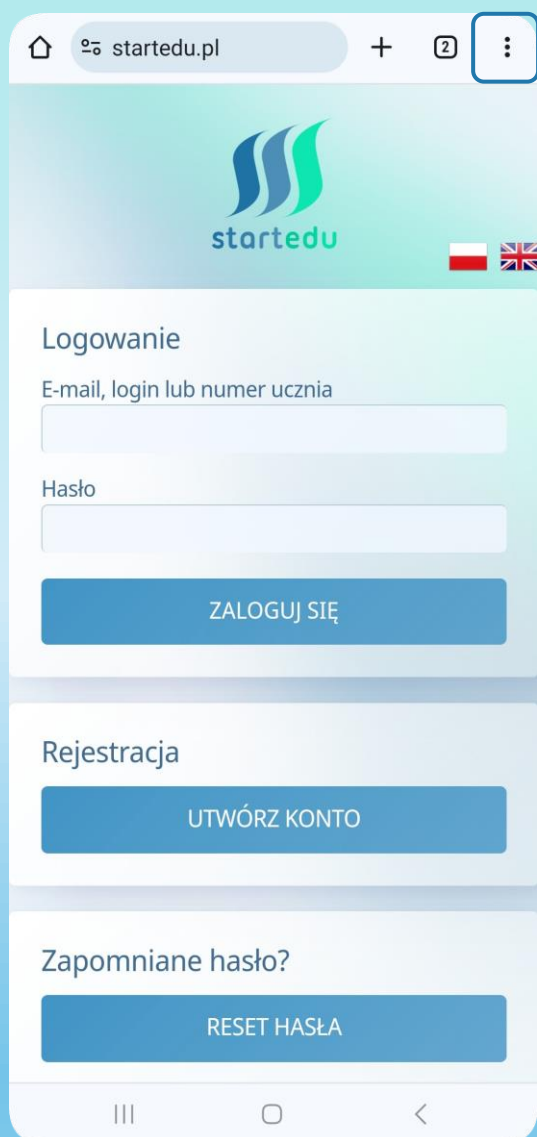 startedu.pl
2
startedu
Logowanie
E-mail, login lub numer ucznia
Hasło
ZALOGUJ SIĘ
Rejestracja
UTWÓRZ KONTO
Zapomniane hasło?
RESET HASŁA